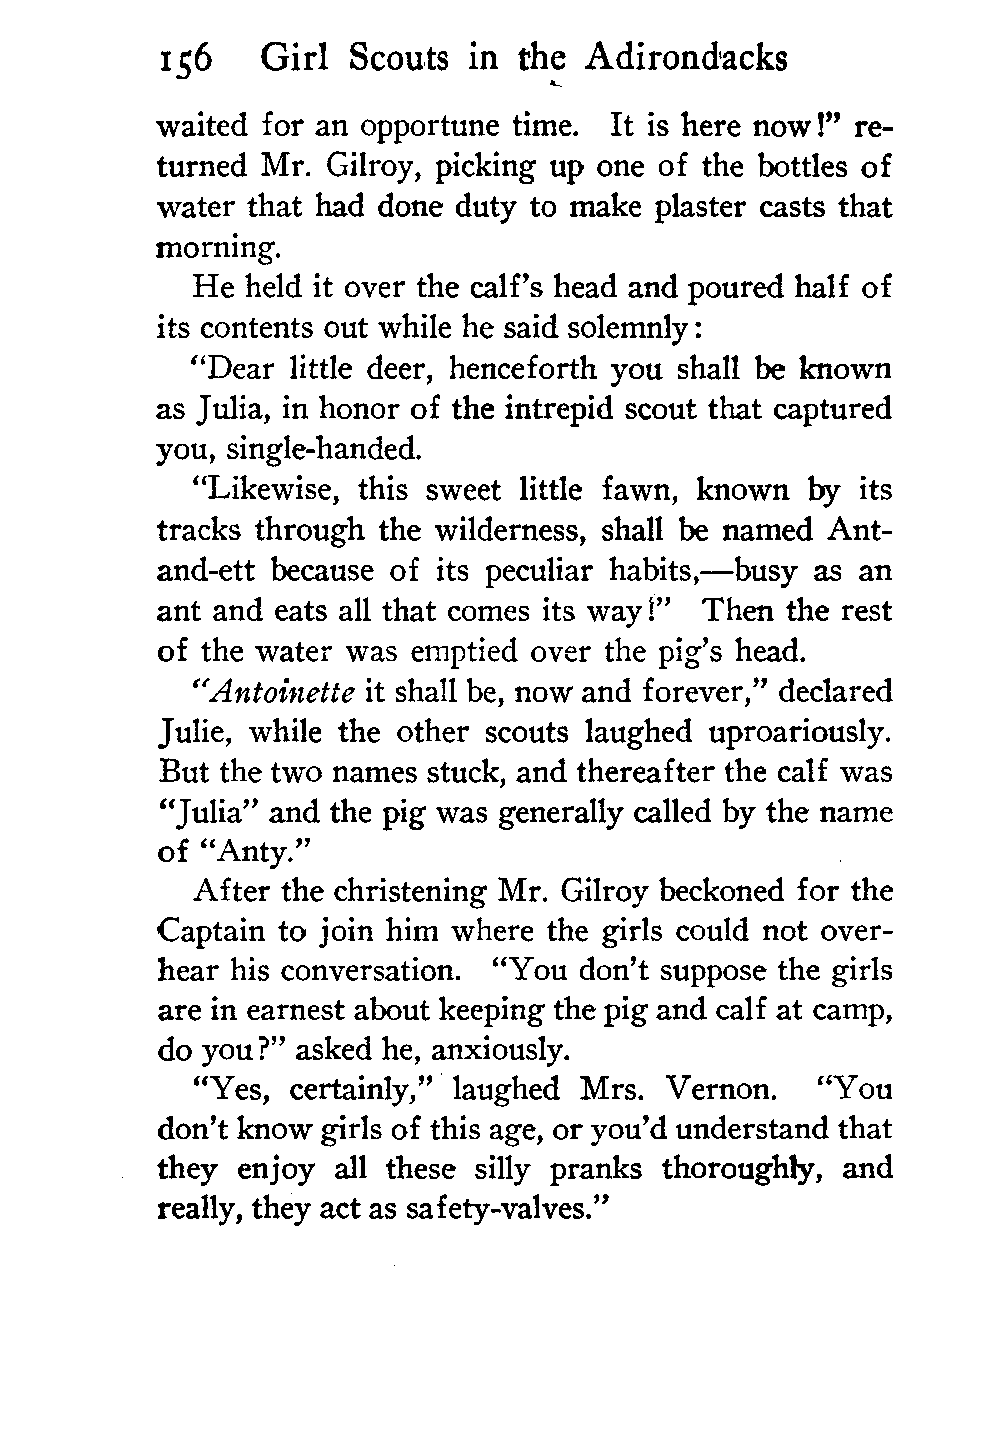 156 Girl Scouts in the Adirondacks
waited for an opportune time. It is here now!" re-
turned Mr. Gilroy, picking up one of the bottles of
water that had done duty to make plaster casts that
morning.
He held it over the calf's head and poured half of
its contents out while he said solemnly:
"Dear little deer, henceforth you shall be known
as Julia, in honor of the intrepid scout that captured
you, single-handed.
"Likewise, this sweet little fawn, known by its
tracks through the wilderness, shall be named Ant-
and-ett because of its peculiar habits,—busy as an
ant and eats all that comes its way!" Then the rest
of the water was emptied over the pig's head.
"Antoinette it shall be, now and forever," declared
Julie, while the other scouts laughed uproariously.
But the two names stuck, and thereafter the calf was
"Julia" and the pig was generally called by the name
of "Anty."
After the christening Mr. Gilroy beckoned for the
Captain to join him where the girls could not over-
hear his conversation. "You don't suppose the girls
are in earnest about keeping the pig and calf at camp,
do you?" asked he, anxiously.
"Yes, certainly," laughed Mrs. Vernon. "You
don't know girls of this age, or you'd understand that
they enjoy all these silly pranks thoroughly, and
really, they act as safety-valves."